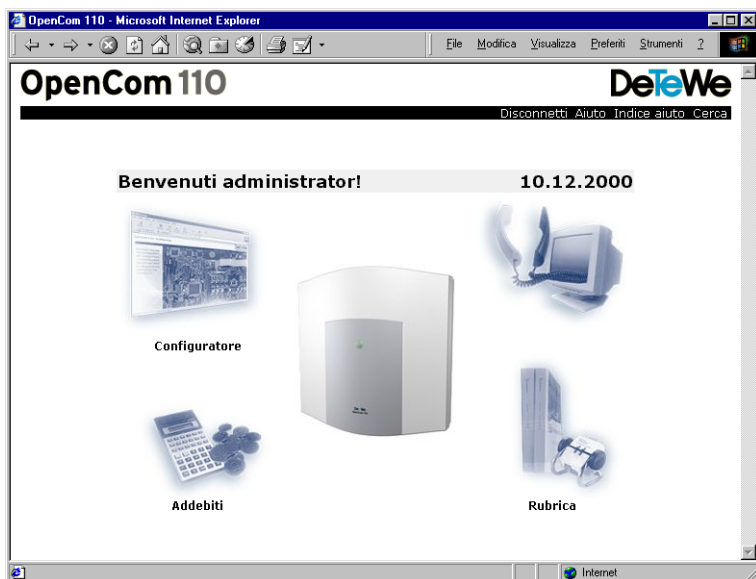 OpenCom 110 - Microsoft Internet Explorer
File Modifica Visualizza Preferiti Strumenti ?
OpenCom 110 DeTeWe
Disconnetti Aiuto Indice aiuto Cerca
Benvenuti administrator! 10.12.2000
Configuratore
Addebiti Rubrica
Internet